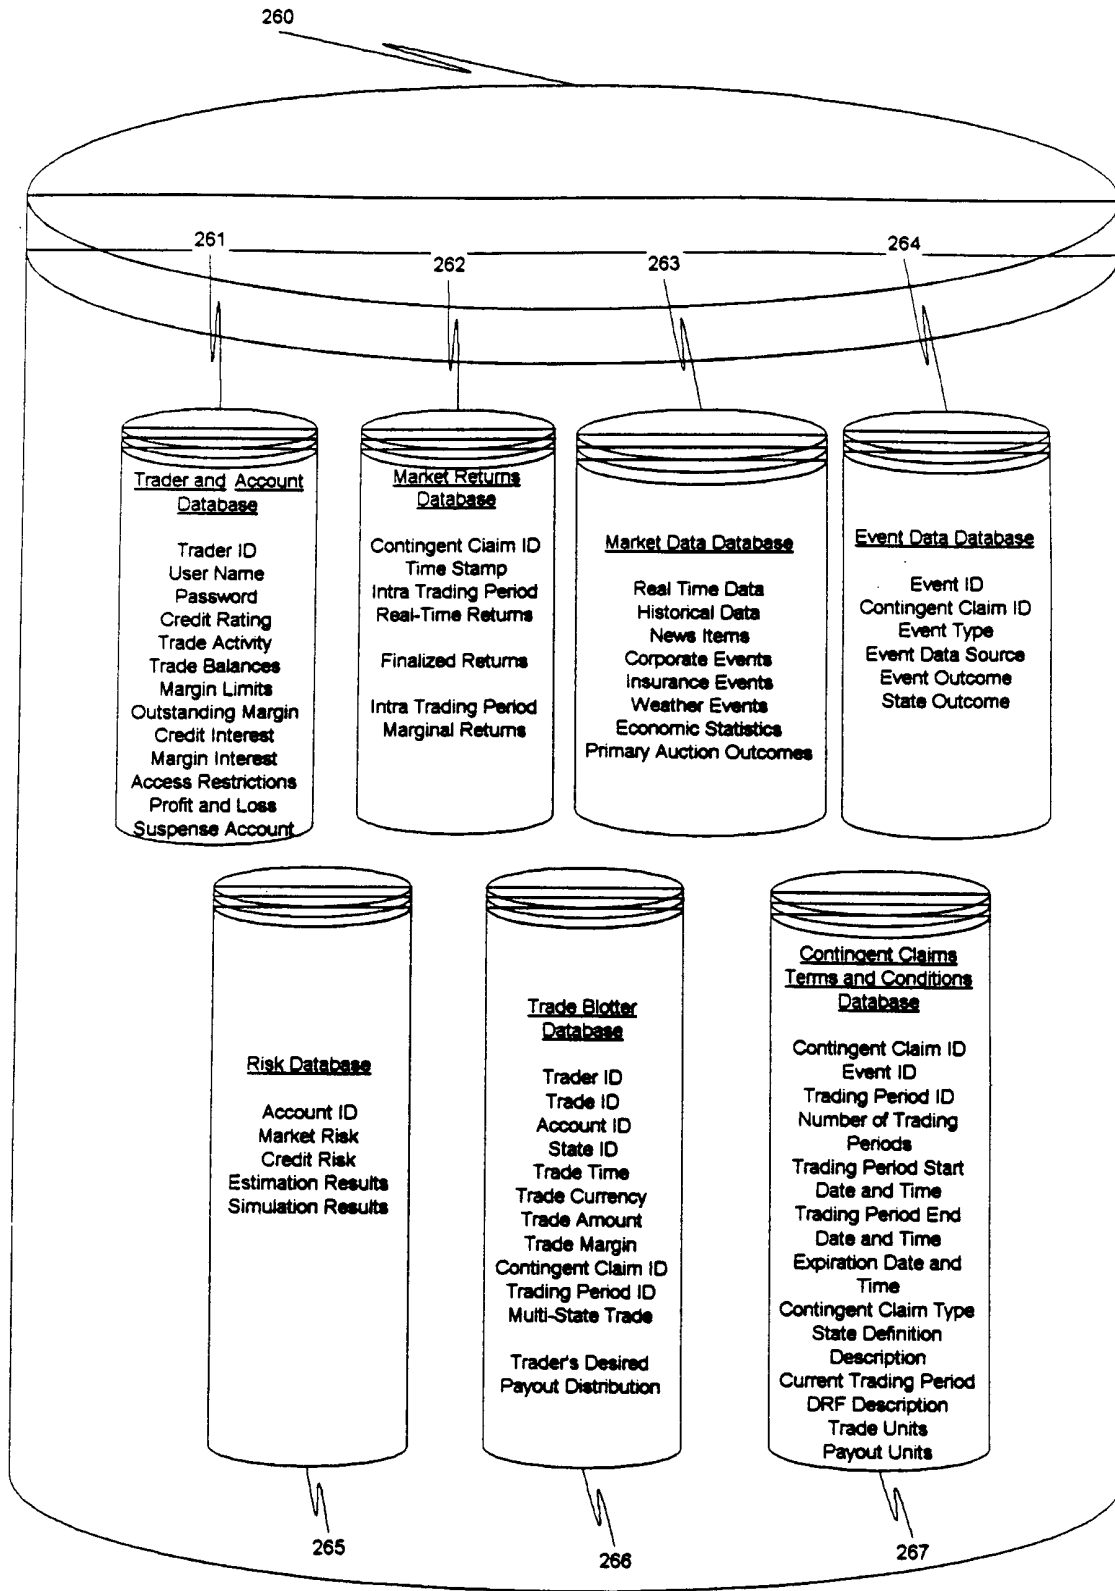 260
261
262
263
264
Trader and Account
Database
Trader ID
User Name
Password
Credit Rating
Trade Activity
Trade Balances
Margin Limits
Outstanding Margin
Credit Interest
Margin Interest
Access Restrictions
Profit and Loss
Suspense Account
Market Returns
Database
Contingent Claim ID
Time Stamp
Intra Trading Period
Real-Time Returns
Finalized Returns
Intra Trading Period
Marginal Returns
Market Data Database
Real Time Data
Historical Data
News Items
Corporate Events
Insurance Events
Weather Events
Economic Statistics
Primary Auction Outcomes
Event Data Database
Event ID
Contingent Claim ID
Event Type
Event Data Source
Event Outcome
State Outcome
Risk Database
Account ID
Market Risk
Credit Risk
Estimation Results
Simulation Results
Trade Blotter
Database
Trader ID
Trade ID
Account ID
State ID
Trade Time
Trade Currency
Trade Amount
Trade Margin
Contingent Claim ID
Trading Period ID
Multi-State Trade
Trader's Desired
Payout Distribution
Contingent Claims
Terms and Conditions
Database
Contingent Claim ID
Event ID
Trading Period ID
Number of Trading
Periods
Trading Period Start
Date and Time
Trading Period End
Date and Time
Expiration Date and
Time
Contingent Claim Type
State Definition
Description
Current Trading Period
DRF Description
Trade Units
Payout Units
265
266
267